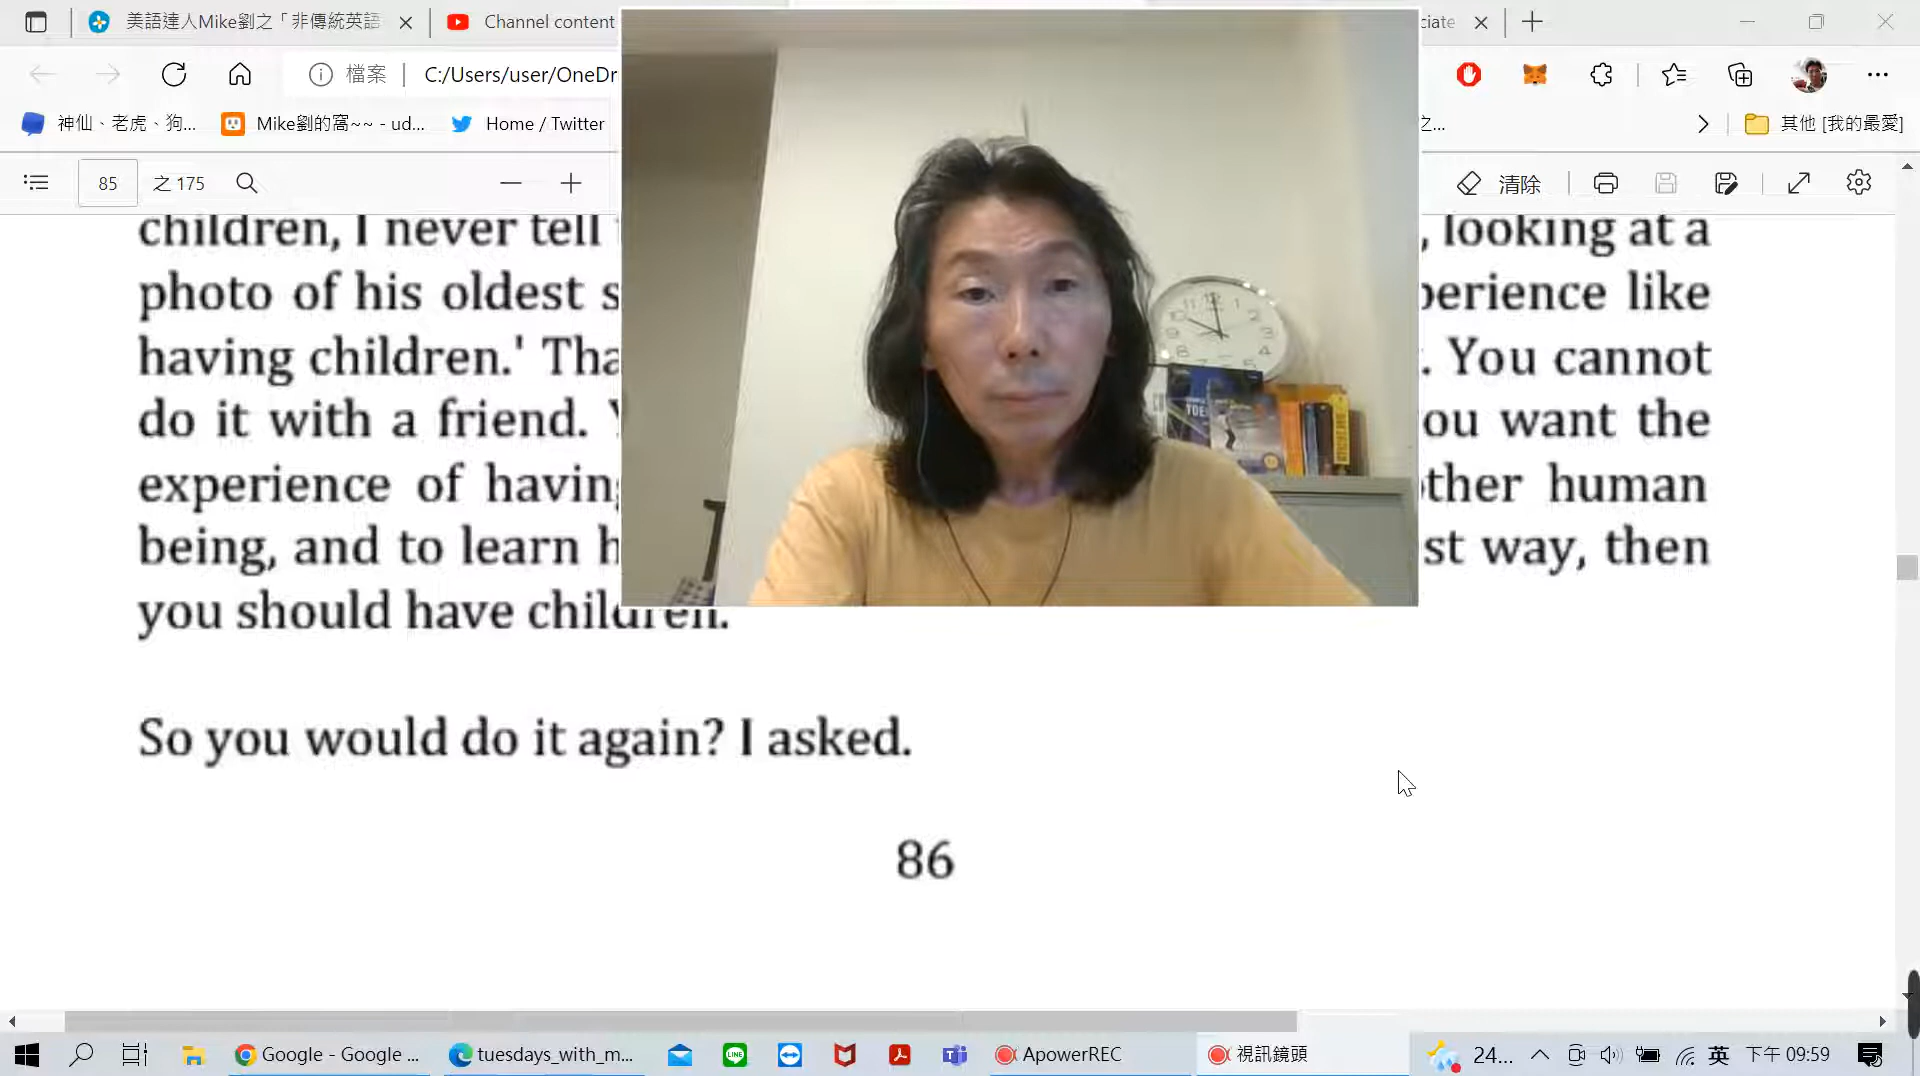 美語達人Mike劉之「非傳統英語
Channel content
ciate
檔案
C:/Users/user/OneDr
神仙、老虎、狗...
Mike劉的窩~~ - ud...
Home / Twitter
之...
其他 [我的最愛]
85
之 175
清除
children, I never tell
, looking at a
photo of his oldest s
perience like
having children.' Tha
. You cannot
do it with a friend. Y
ou want the
experience of having
other human
being, and to learn h
st way, then
you should have children.
So you would do it again? I asked.
86
Google - Google ...
tuesdays_with_m...
ApowerREC
視訊鏡頭
24...
英
下午 09:59